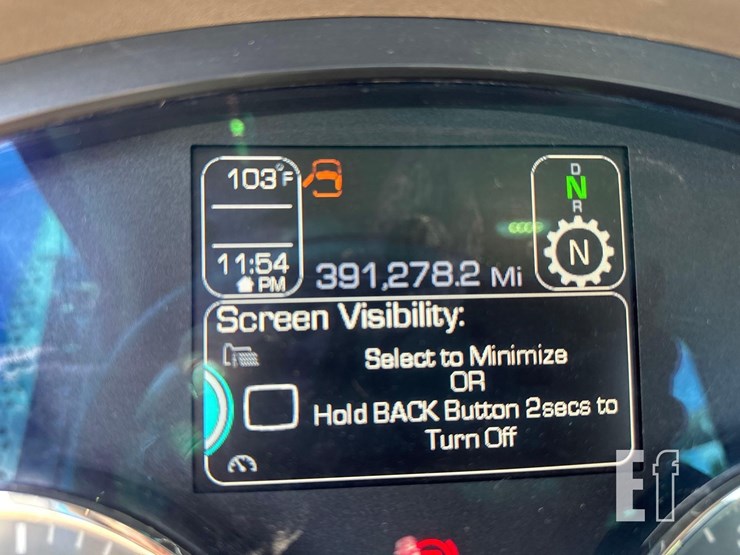 103°F
D
N
R
N
11:54
PM
391,278.2 Mi
Screen Visibility:
Select to Minimize
OR
Hold BACK Button 2secs to
Turn Off
Ef